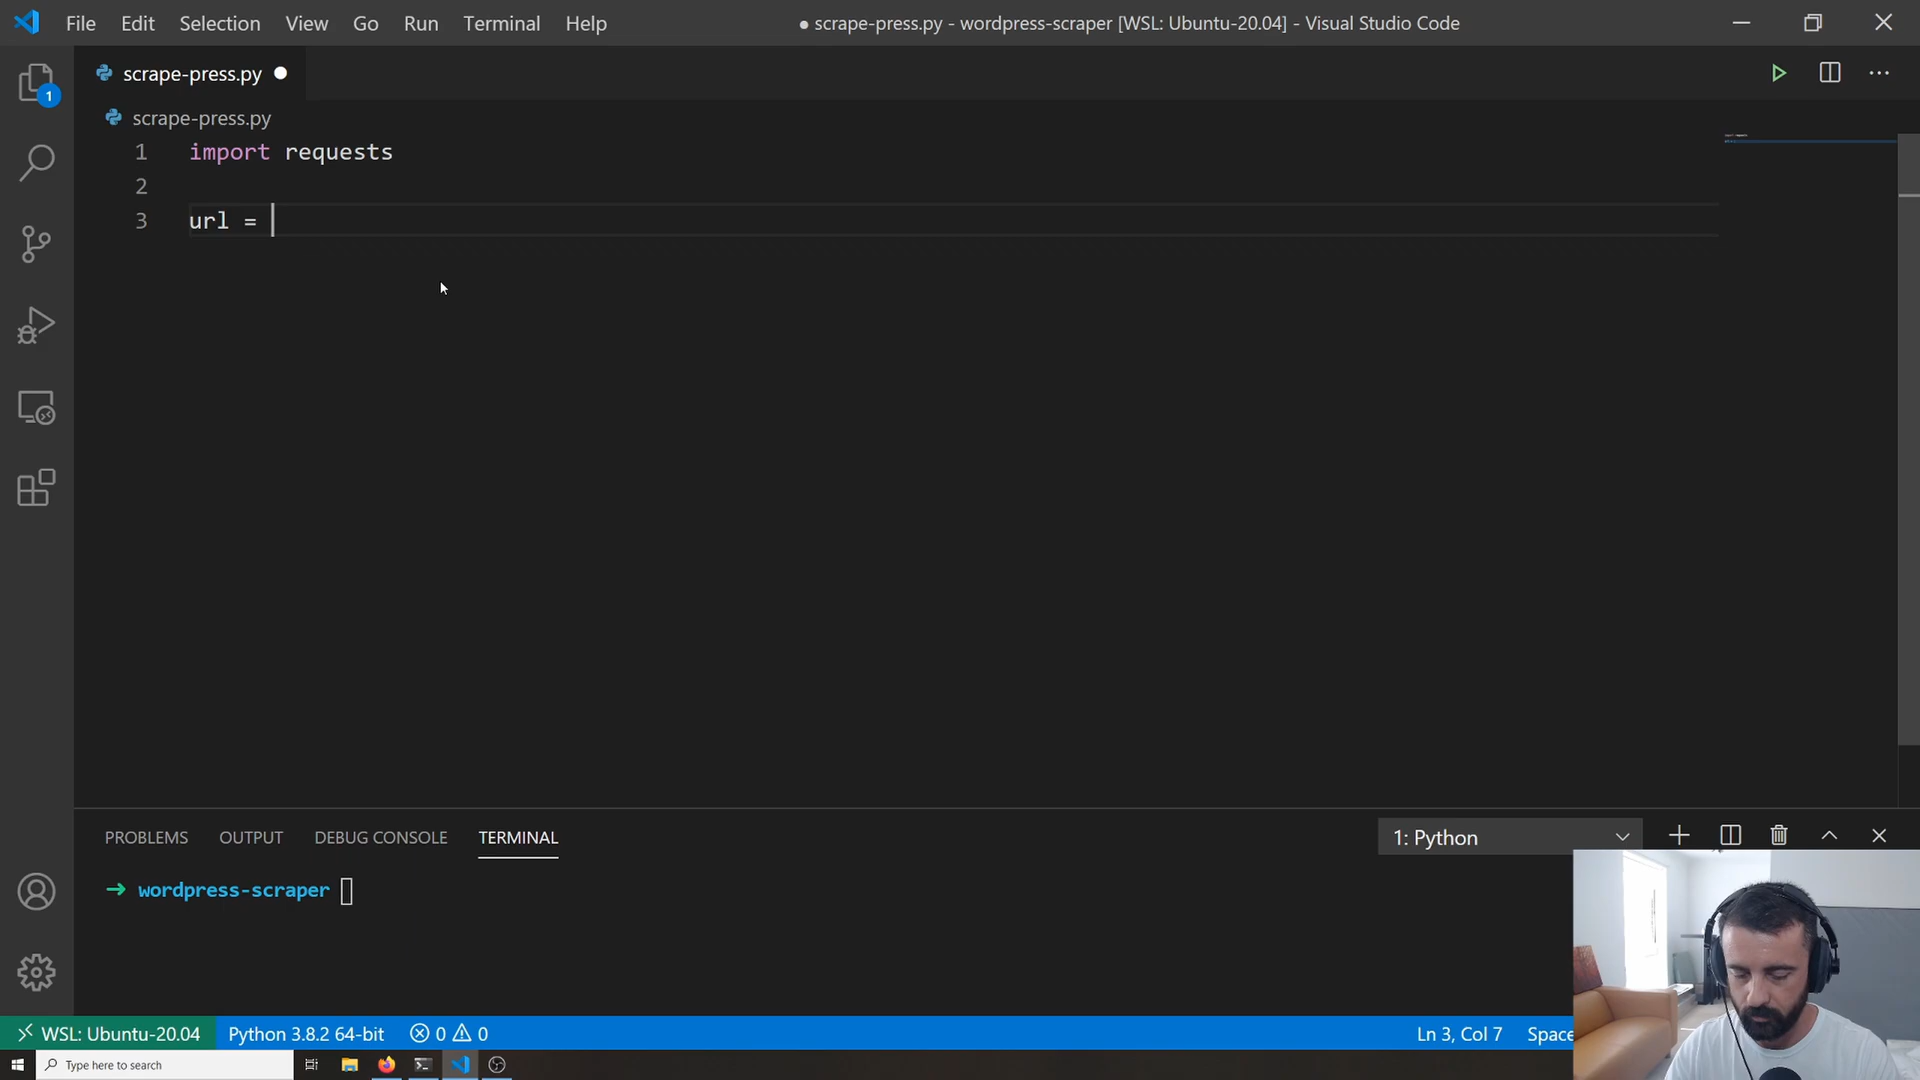 File Edit Selection View Go Run Terminal Help
● scrape-press.py - wordpress-scraper [WSL: Ubuntu-20.04] - Visual Studio Code
scrape-press.py
1
scrape-press.py
1 import requests
2
3 url =
PROBLEMS OUTPUT DEBUG CONSOLE TERMINAL
1: Python
→ wordpress-scraper
WSL: Ubuntu-20.04 Python 3.8.2 64-bit 0 0
Ln 3, Col 7 Space
Type here to search